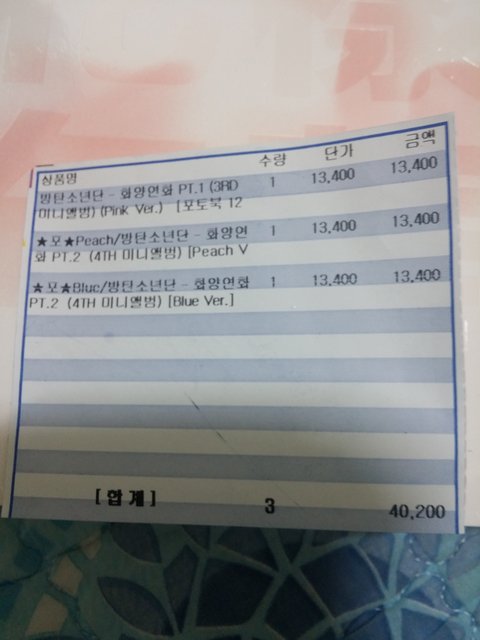 상품명 수량 단가 금액
방탄소년단 - 화양연화 PT.1 (3RD 1 13,400 13,400
미니앨범) (Pink Ver.) [포토북 12
★포★Peach/방탄소년단 - 화양연 1 13,400 13,400
화 PT.2 (4TH 미니앨범) [Peach V
★포★Blue/방탄소년단 - 화양연화 1 13,400 13,400
PT.2 (4TH 미니앨범) [Blue Ver.]
[합계] 3 40,200